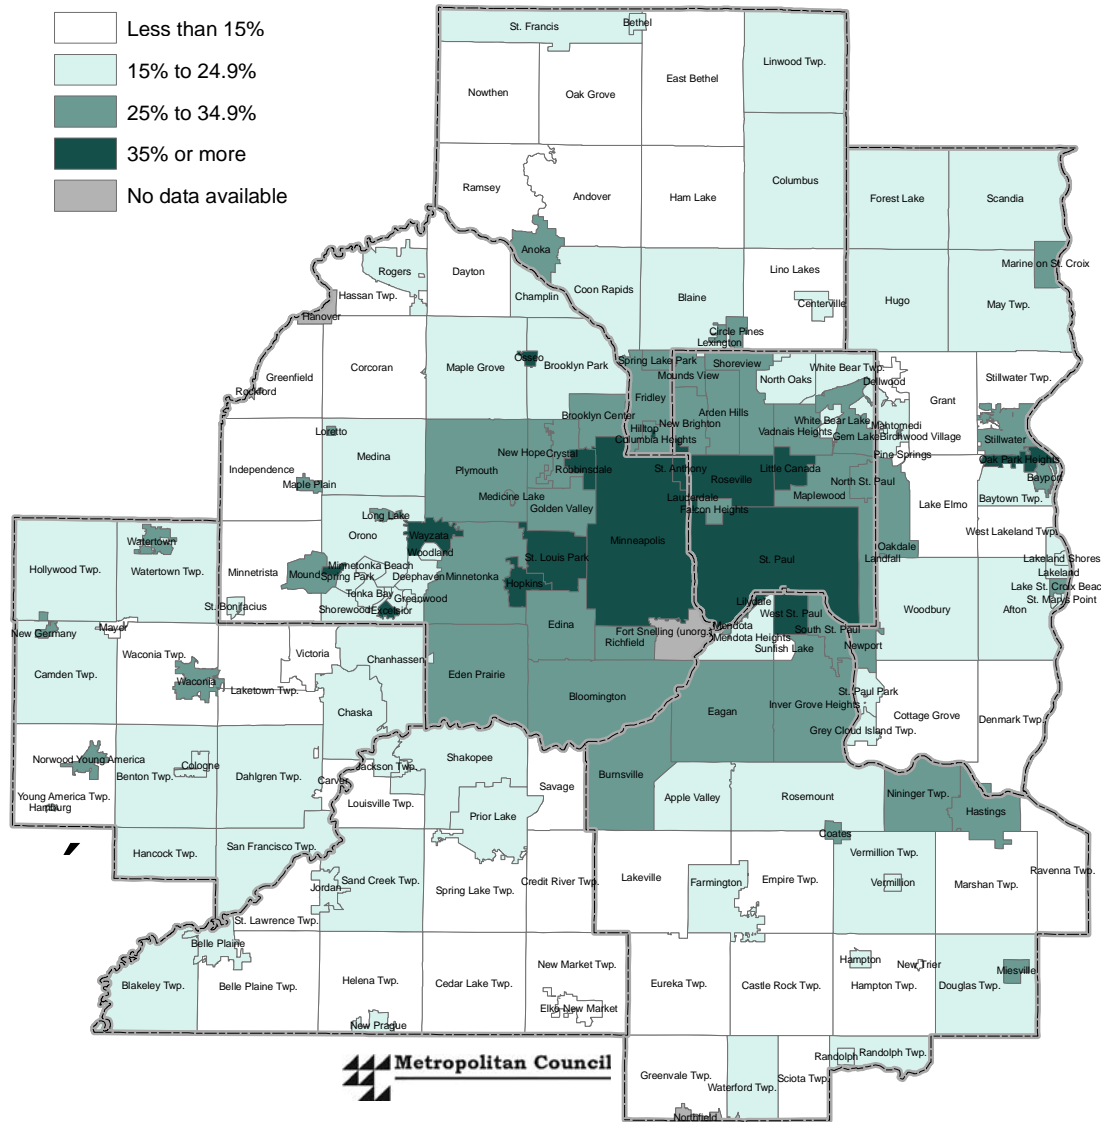 Less than 15%
15% to 24.9%
25% to 34.9%
35% or more
No data available
St. Francis
Bethel
Linwood Twp.
East Bethel
Nowthen
Oak Grove
Columbus
Ramsey
Andover
Ham Lake
Forest Lake
Scandia
Anoka
Marine on St. Croix
Rogers
Dayton
Lino Lakes
Hassan Twp.
Champlin
Coon Rapids
Blaine
Centerville
Hugo
May Twp.
Hanover
Circle Pines
Lexington
Osseo
Spring Lake Park
Shoreview
White Bear Twp.
Maple Grove
Brooklyn Park
Corcoran
Greenfield
Mounds View
North Oaks
Dellwood
Stillwater Twp.
Rockford
Fridley
Grant
Brooklyn Center
Arden Hills
New Brighton
White Bear Lake
Mahtomedi
Hilltop
Vadnais Heights
Gem Lake
Birchwood Village
Columbia Heights
Stillwater
Loretto
Medina
New Hope
Crystal
Pine Springs
Oak Park Heights
Independence
Plymouth
Robbinsdale
St. Anthony
Roseville
Little Canada
North St. Paul
Bayport
Maple Plain
Medicine Lake
Lauderdale
Maplewood
Baytown Twp.
Golden Valley
Falcon Heights
Lake Elmo
Long Lake
West Lakeland Twp.
Orono
Wayzata
Minneapolis
Watertown
Woodland
St. Louis Park
St. Paul
Oakdale
Landfall
Lakeland Shores
Hollywood Twp.
Watertown Twp.
Minnetrista
Mound
Minnetonka Beach
Spring Park
Deephaven
Minnetonka
Hopkins
Lakeland
Lake St. Croix Beac
St. Marys Point
Tonka Bay
Greenwood
St. Bonifacius
Shorewood
Excelsior
Lilydale
West St. Paul
Woodbury
Afton
New Germany
Mayer
Edina
Richfield
Fort Snelling (unorg.)
Mendota
Mendota Heights
South St. Paul
Sunfish Lake
Newport
Waconia Twp.
Victoria
Chanhassen
Camden Twp.
Waconia
Laketown Twp.
Eden Prairie
Bloomington
St. Paul Park
Chaska
Eagan
Inver Grove Heights
Cottage Grove
Denmark Twp.
Grey Cloud Island Twp.
Norwood Young America
Benton Twp.
Cologne
Dahlgren Twp.
Carver
Jackson Twp.
Shakopee
Burnsville
Savage
Young America Twp.
Hamburg
Louisville Twp.
Prior Lake
Apple Valley
Rosemount
Nininger Twp.
Hastings
Coates
Hancock Twp.
San Francisco Twp.
Vermillion Twp.
Jordan
Sand Creek Twp.
Spring Lake Twp.
Credit River Twp.
Lakeville
Farmington
Empire Twp.
Vermillion
Marshan Twp.
Ravenna Twp.
St. Lawrence Twp.
Belle Plaine
Blakeley Twp.
Belle Plaine Twp.
Helena Twp.
Cedar Lake Twp.
New Market Twp.
Elko New Market
New Prague
Eureka Twp.
Castle Rock Twp.
Hampton
New Trier
Hampton Twp.
Douglas Twp.
Miesville
Metropolitan Council
Greenvale Twp.
Waterford Twp.
Sciota Twp.
Randolph
Randolph Twp.
Northfield